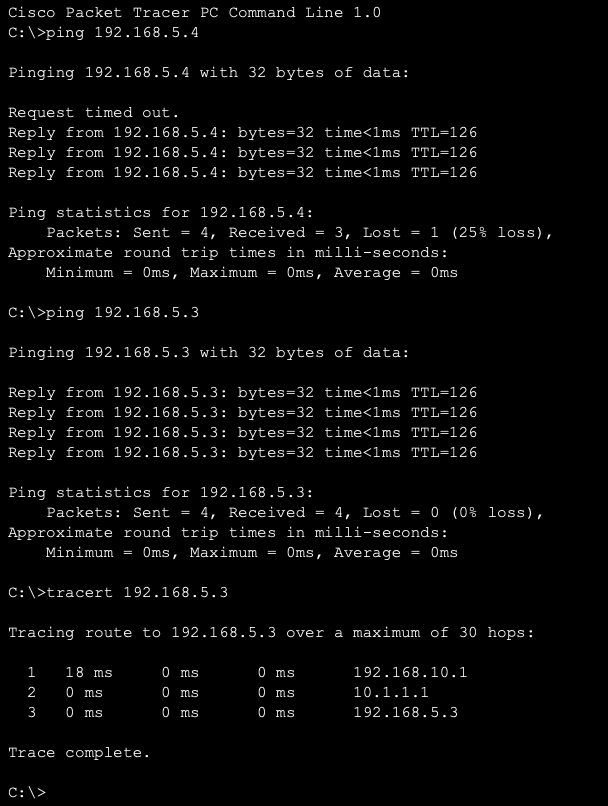 Cisco Packet Tracer PC Command Line 1.0
C:\>ping 192.168.5.4
Pinging 192.168.5.4 with 32 bytes of data:
Request timed out.
Reply from 192.168.5.4: bytes=32 time<1ms TTL=126
Reply from 192.168.5.4: bytes=32 time<1ms TTL=126
Reply from 192.168.5.4: bytes=32 time<1ms TTL=126
Ping statistics for 192.168.5.4:
    Packets: Sent = 4, Received = 3, Lost = 1 (25% loss),
Approximate round trip times in milli-seconds:
    Minimum = 0ms, Maximum = 0ms, Average = 0ms
C:\>ping 192.168.5.3
Pinging 192.168.5.3 with 32 bytes of data:
Reply from 192.168.5.3: bytes=32 time<1ms TTL=126
Reply from 192.168.5.3: bytes=32 time<1ms TTL=126
Reply from 192.168.5.3: bytes=32 time<1ms TTL=126
Reply from 192.168.5.3: bytes=32 time<1ms TTL=126
Ping statistics for 192.168.5.3:
    Packets: Sent = 4, Received = 4, Lost = 0 (0% loss),
Approximate round trip times in milli-seconds:
    Minimum = 0ms, Maximum = 0ms, Average = 0ms
C:\>tracert 192.168.5.3
Tracing route to 192.168.5.3 over a maximum of 30 hops:
  1   18 ms     0 ms      0 ms      192.168.10.1
  2   0 ms      0 ms      0 ms      10.1.1.1
  3   0 ms      0 ms      0 ms      192.168.5.3
Trace complete.
C:\>